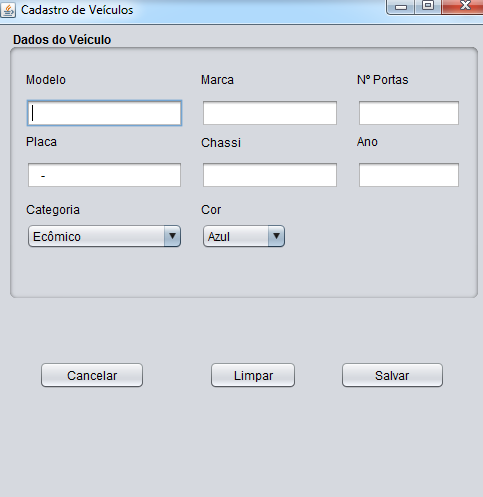 Cadastro de Veículos
Dados do Veículo
Modelo Marca Nº Portas
Placa Chassi Ano
-
Categoria Cor
Ecômico Azul
Cancelar Limpar Salvar